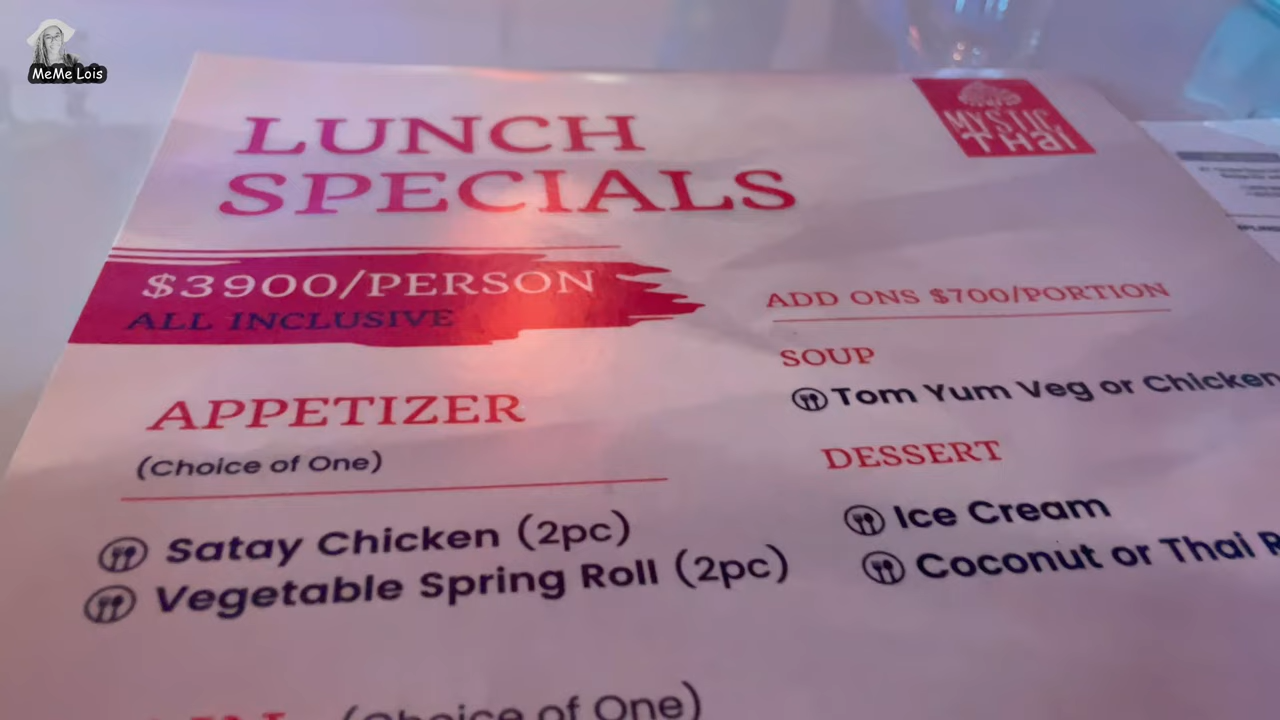 MeMe Lois
LUNCH
SPECIALS
MYSTIC
THai
$3900/PERSON
ALL INCLUSIVE
APPETIZER
(Choice of One)
Satay Chicken (2pc)
Vegetable Spring Roll (2pc)
ADD ONS $700/PORTION
SOUP
Tom Yum Veg or Chicken
DESSERT
Ice Cream
Coconut or Thai
(Choice of One)